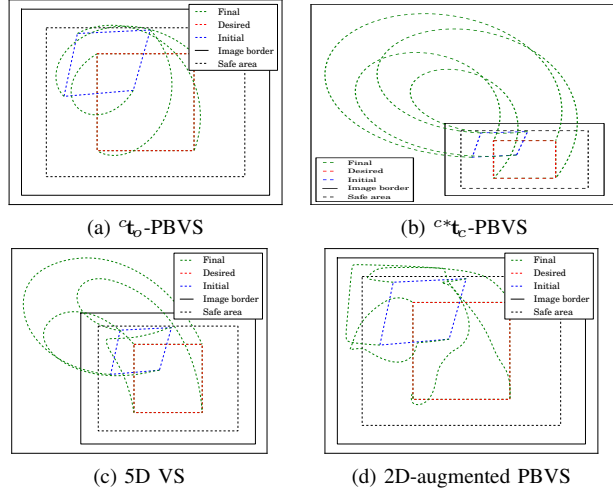 Final
Desired
Initial
Image border
Safe area
Final
Desired
Initial
Image border
Safe area
(a) ᶜtₒ-PBVS
(b) ᶜ*t꜀-PBVS
Final
Desired
Initial
Image border
Safe area
Final
Desired
Initial
Image border
Safe area
(c) 5D VS
(d) 2D-augmented PBVS